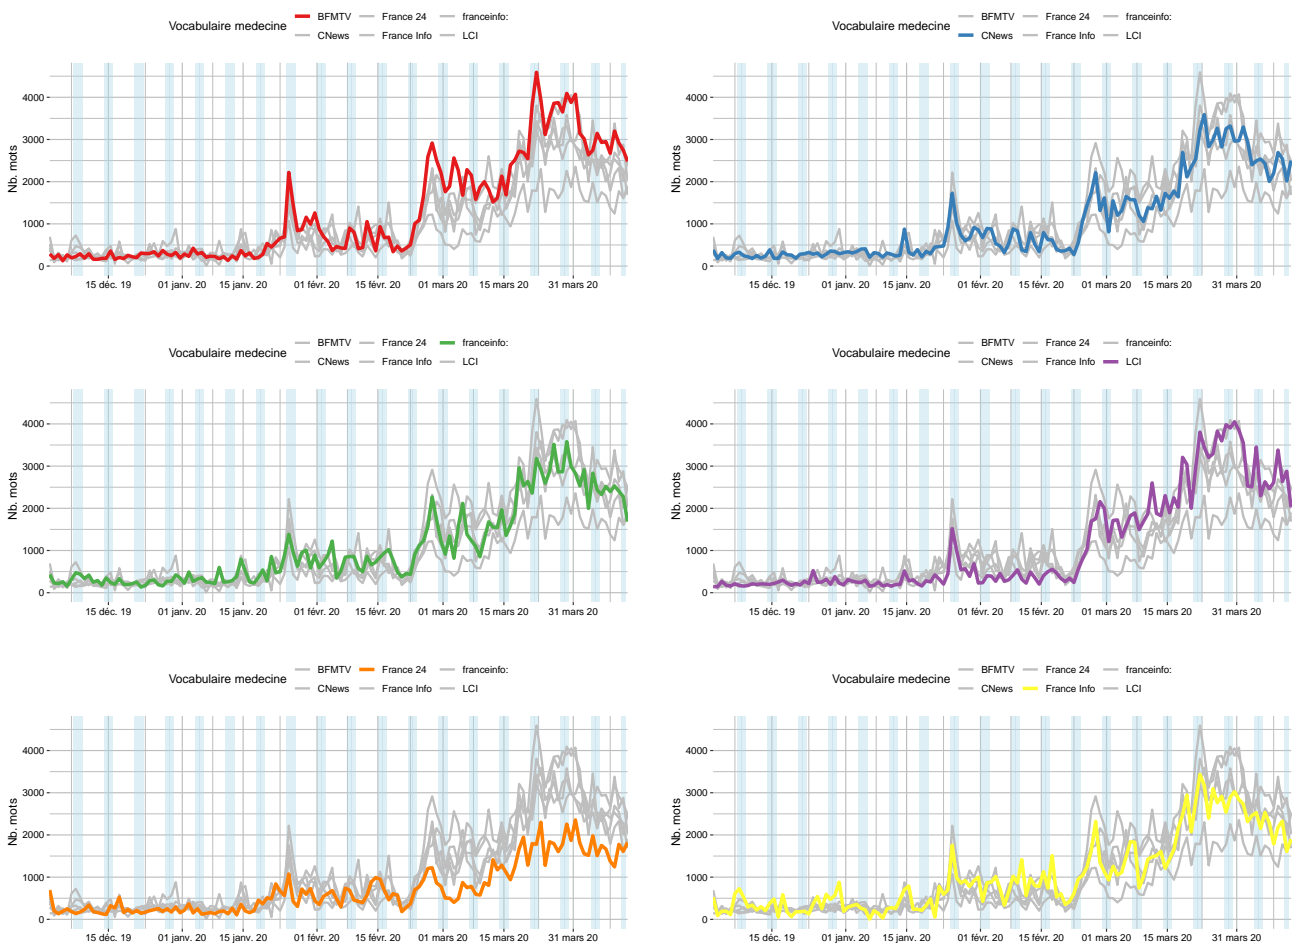 Vocabulaire medecine BFMTV France 24 franceinfo:
CNews France Info LCI
Nb. mots
4000
3000
2000
1000
0
15 déc. 19 01 janv. 20 15 janv. 20 01 févr. 20 15 févr. 20 01 mars 20 15 mars 20 31 mars 20
Vocabulaire medecine BFMTV France 24 franceinfo:
CNews France Info LCI
Nb. mots
4000
3000
2000
1000
0
15 déc. 19 01 janv. 20 15 janv. 20 01 févr. 20 15 févr. 20 01 mars 20 15 mars 20 31 mars 20
Vocabulaire medecine BFMTV France 24 franceinfo:
CNews France Info LCI
Nb. mots
4000
3000
2000
1000
0
15 déc. 19 01 janv. 20 15 janv. 20 01 févr. 20 15 févr. 20 01 mars 20 15 mars 20 31 mars 20
Vocabulaire medecine BFMTV France 24 franceinfo:
CNews France Info LCI
Nb. mots
4000
3000
2000
1000
0
15 déc. 19 01 janv. 20 15 janv. 20 01 févr. 20 15 févr. 20 01 mars 20 15 mars 20 31 mars 20
Vocabulaire medecine BFMTV France 24 franceinfo:
CNews France Info LCI
Nb. mots
4000
3000
2000
1000
0
15 déc. 19 01 janv. 20 15 janv. 20 01 févr. 20 15 févr. 20 01 mars 20 15 mars 20 31 mars 20
Vocabulaire medecine BFMTV France 24 franceinfo:
CNews France Info LCI
Nb. mots
4000
3000
2000
1000
0
15 déc. 19 01 janv. 20 15 janv. 20 01 févr. 20 15 févr. 20 01 mars 20 15 mars 20 31 mars 20